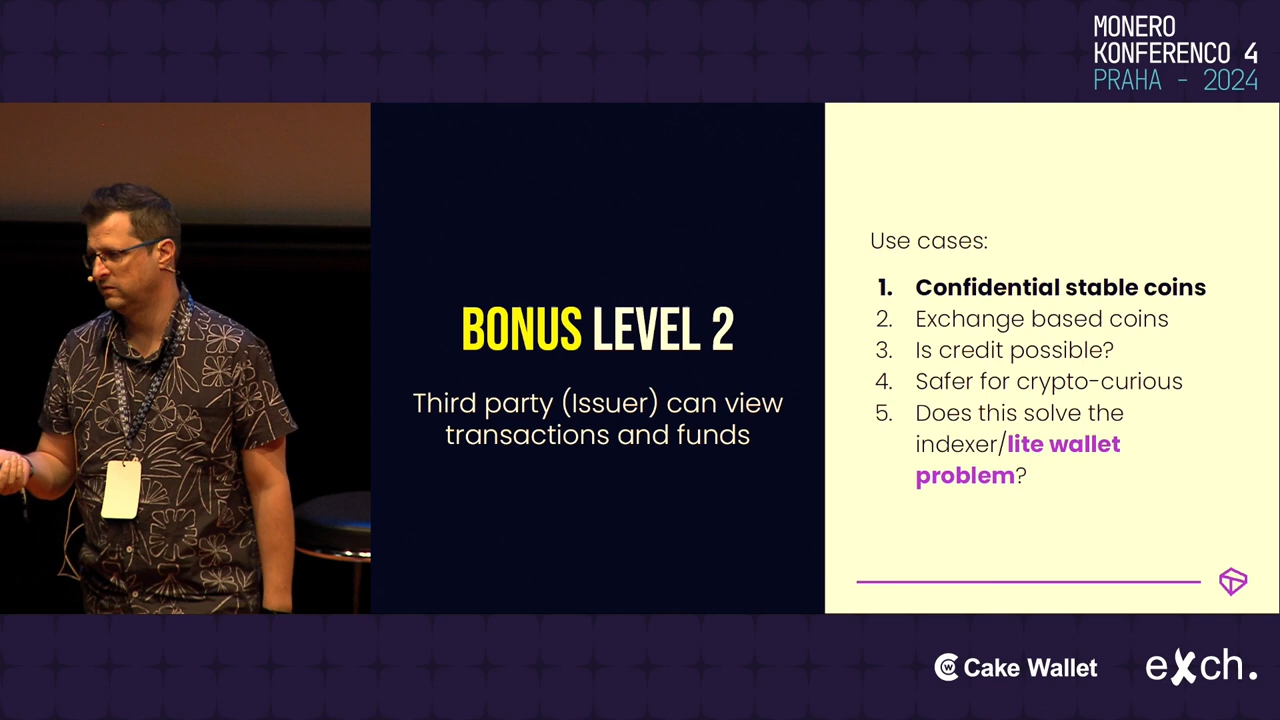 MONERO
KONFERENCO 4
PRAHA - 2024
BONUS LEVEL 2
Third party (Issuer) can view
transactions and funds
Use cases:
1. Confidential stable coins
2. Exchange based coins
3. Is credit possible?
4. Safer for crypto-curious
5. Does this solve the
indexer/lite wallet
problem?
Cake Wallet
eXch.